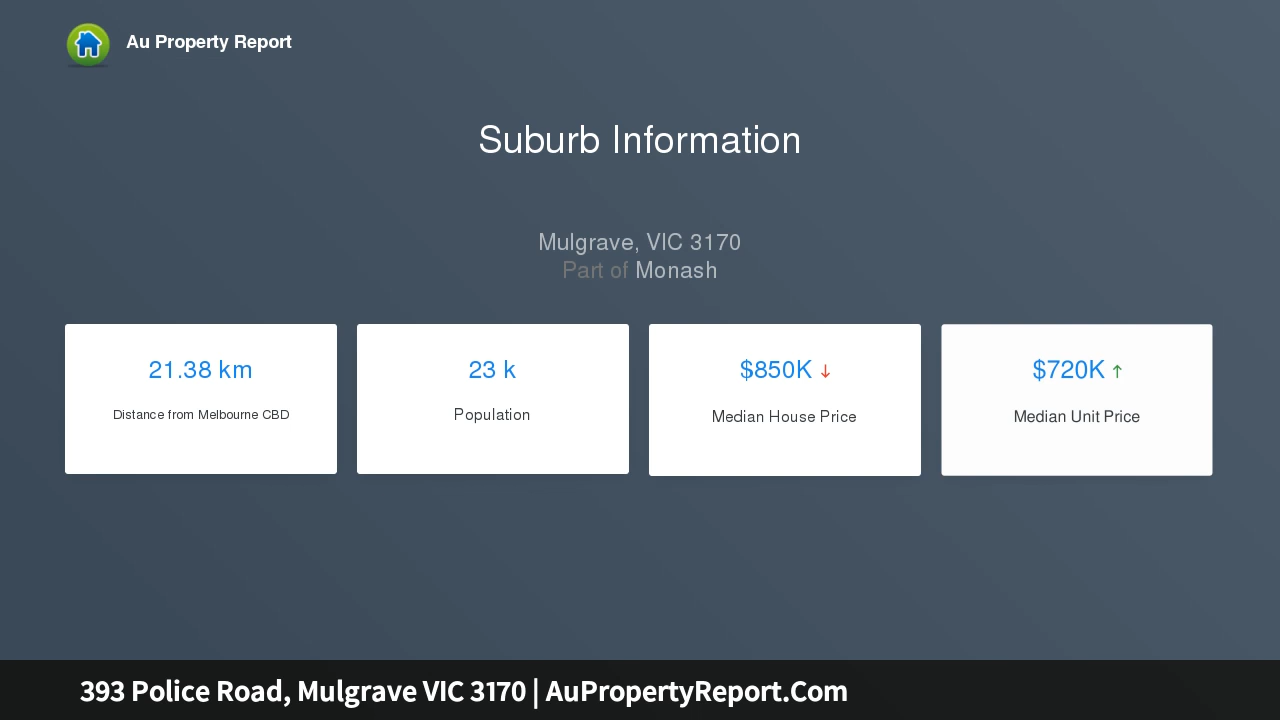 Au Property Report
Suburb Information
Mulgrave, VIC 3170
Part of Monash
21.38 km
Distance from Melbourne CBD
23 k
Population
$850K ↓
Median House Price
$720K ↑
Median Unit Price
393 Police Road, Mulgrave VIC 3170 | AuPropertyReport.Com